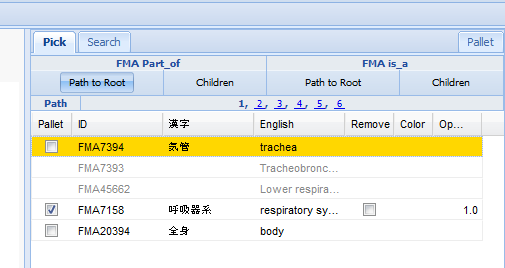 Pick Search Pallet
FMA Part_of FMA is_a
Path to Root Children Path to Root Children
Path 1, 2, 3, 4, 5, 6
Pallet ID 漢字 English Remove Color Op...
FMA7394 気管 trachea
FMA7393 Tracheobronc...
FMA45662 Lower respira...
FMA7158 呼吸器系 respiratory sy... 1.0
FMA20394 全身 body